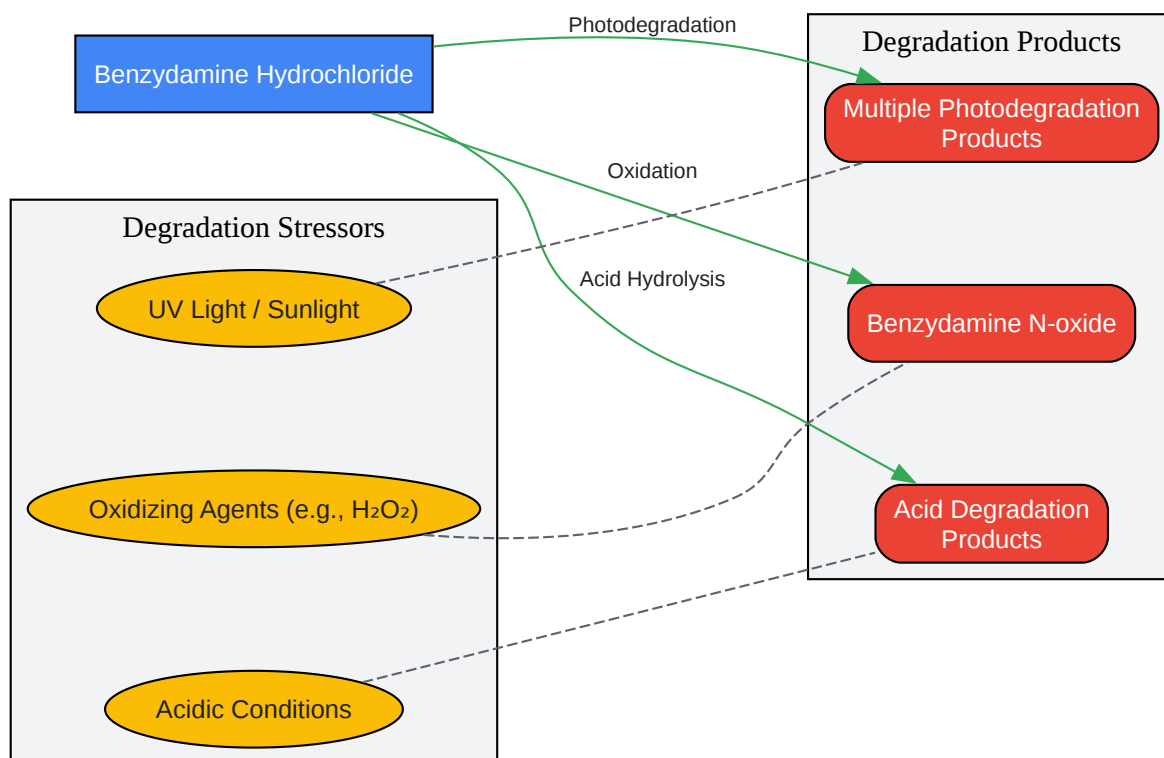 Photodegradation
Degradation Products
Benzydamine Hydrochloride
Multiple Photodegradation
Products
Oxidation
Degradation Stressors
Acid Hydrolysis
UV Light / Sunlight
Benzydamine N-oxide
Oxidizing Agents (e.g., H₂O₂)
Acid Degradation
Products
Acidic Conditions